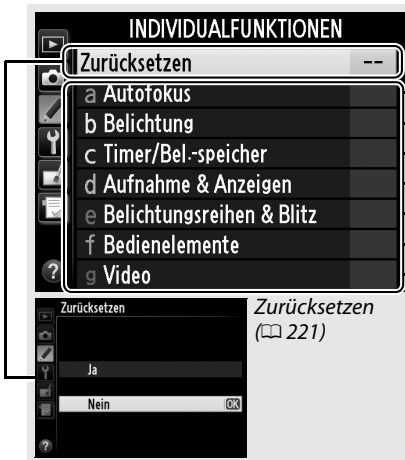 INDIVIDUALFUNKTIONEN
Zurücksetzen --
a Autofokus
b Belichtung
c Timer/Bel.-speicher
d Aufnahme & Anzeigen
e Belichtungsreihen & Blitz
f Bedienelemente
g Video
?
Zurücksetzen
Ja
Nein OK
?
Zurücksetzen
(📖 221)